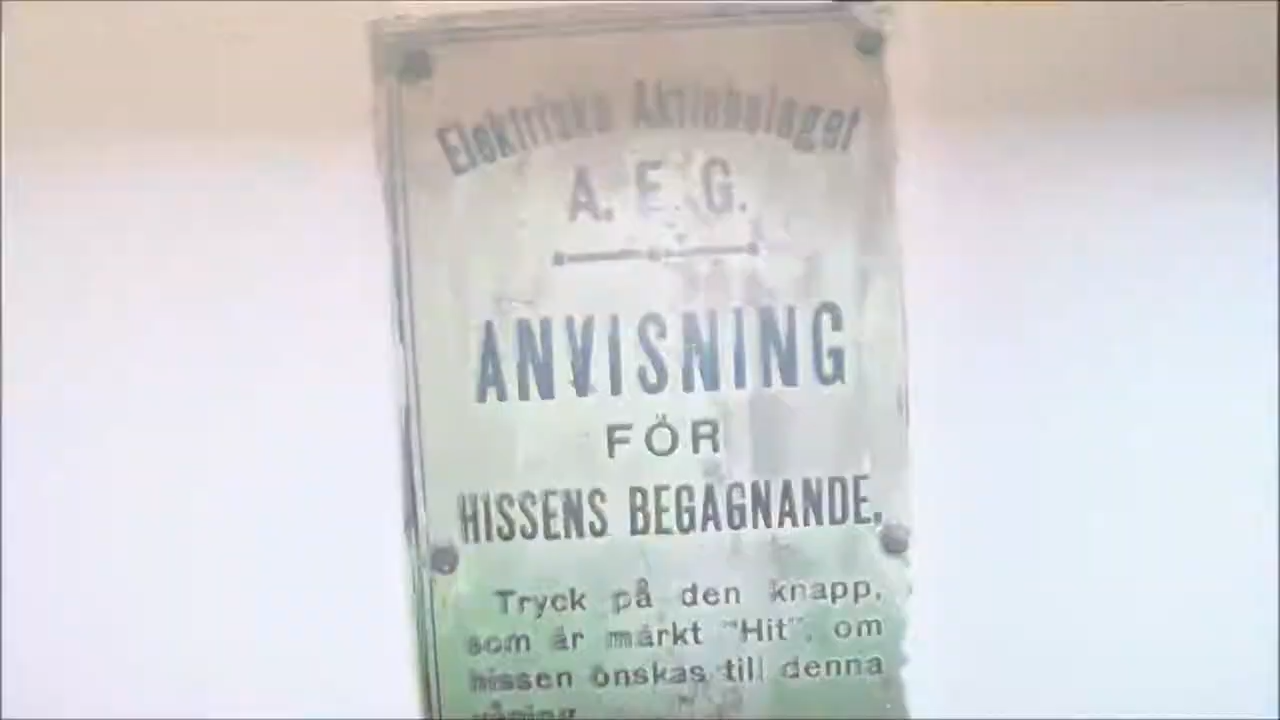 Elektriska Aktiebolaget
A. E. G.
ANVISNING
FÖR
HISSENS BEGAGNANDE.
Tryck på den knapp,
som är märkt "Hit", om
hissen önskas till denna
våning